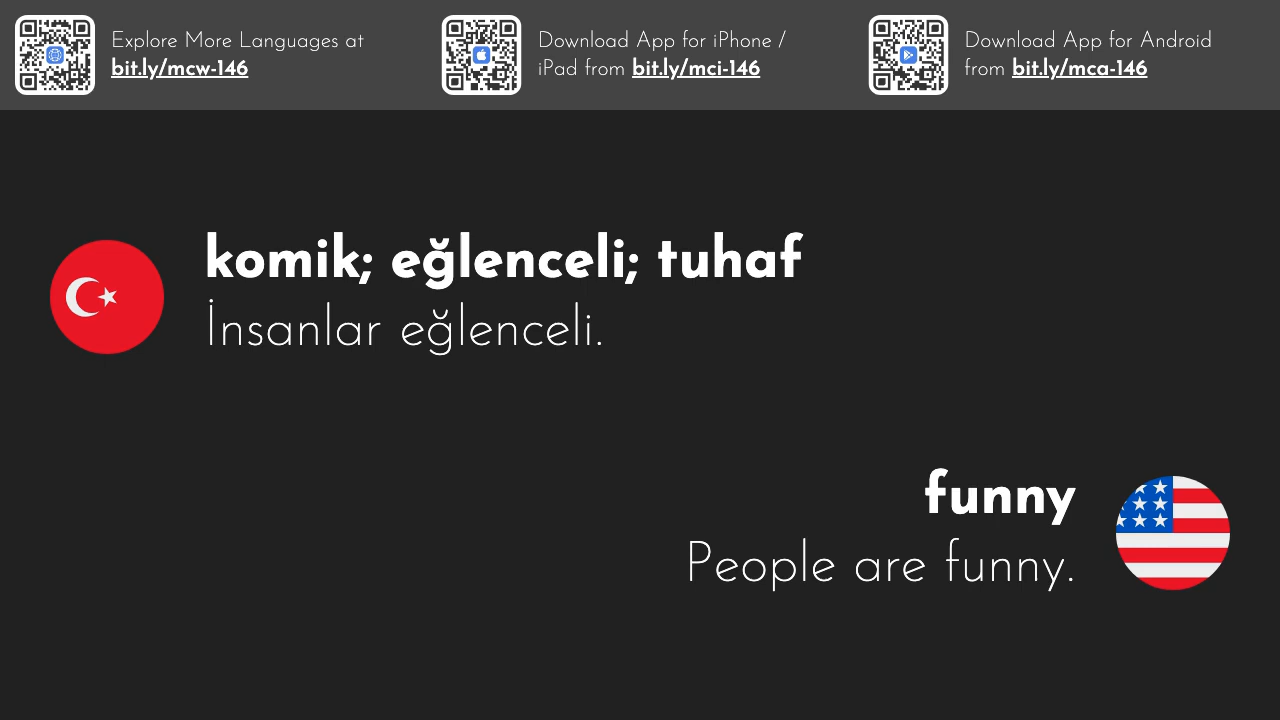 Explore More Languages at
bit.ly/mcw-146
Download App for iPhone /
iPad from bit.ly/mci-146
Download App for Android
from bit.ly/mca-146
komik; eğlenceli; tuhaf
İnsanlar eğlenceli.
funny
People are funny.